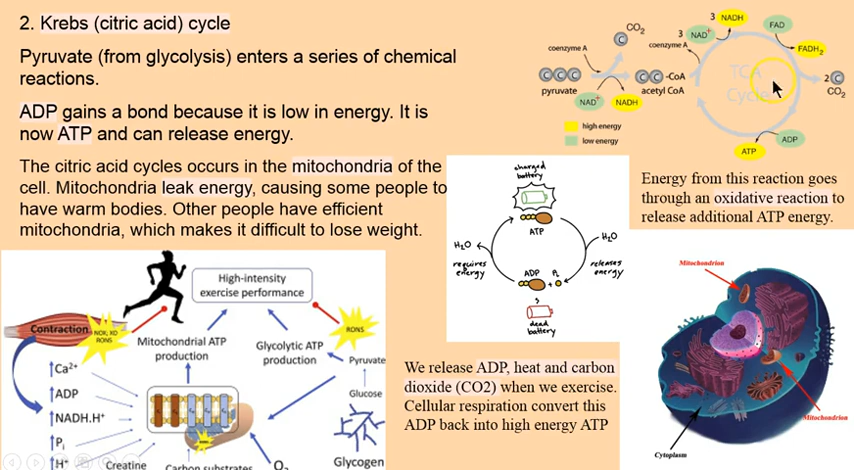 2. Krebs (citric acid) cycle
Pyruvate (from glycolysis) enters a series of chemical
reactions.
ADP gains a bond because it is low in energy. It is
now ATP and can release energy.
The citric acid cycles occurs in the mitochondria of the
cell. Mitochondria leak energy, causing some people to
have warm bodies. Other people have efficient
mitochondria, which makes it difficult to lose weight.
CO2
3 NADH
FAD
3 NAD+
coenzyme A
coenzyme A
FADH2
C
C C C
C C -CoA
TCA
Cycle
2 C
CO2
pyruvate
acetyl CoA
NAD+
NADH
high energy
low energy
ADP
ATP
Energy from this reaction goes
through an oxidative reaction to
release additional ATP energy.
charged
battery
ATP
H2O
H2O
requires
energy
releases
energy
ADP + Pi
dead
battery
We release ADP, heat and carbon
dioxide (CO2) when we exercise.
Cellular respiration convert this
ADP back into high energy ATP
High-intensity
exercise performance
Contraction
NOX, XO
RONS
RONS
Mitochondrial ATP
production
Glycolytic ATP
production
Pyruvate
Glucose
Glycogen
↑Ca2+
↑ADP
↑NADH.H+
↑Pi
↑H+
RONS
Creatine
Carbon substrates
O2
Mitochondrion
Mitochondrion
Cytoplasm